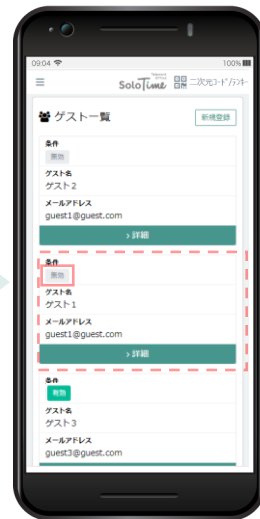 09:04 100%
SoloTime 二次元ｺｰﾄﾞ/ﾃﾝｷｰ
ゲスト一覧 新規登録
条件
無効
ゲスト名
ゲスト2
メールアドレス
guest1@guest.com
> 詳細
条件
無効
ゲスト名
ゲスト1
メールアドレス
guest1@guest.com
> 詳細
条件
有効
ゲスト名
ゲスト3
メールアドレス
guest3@guest.com